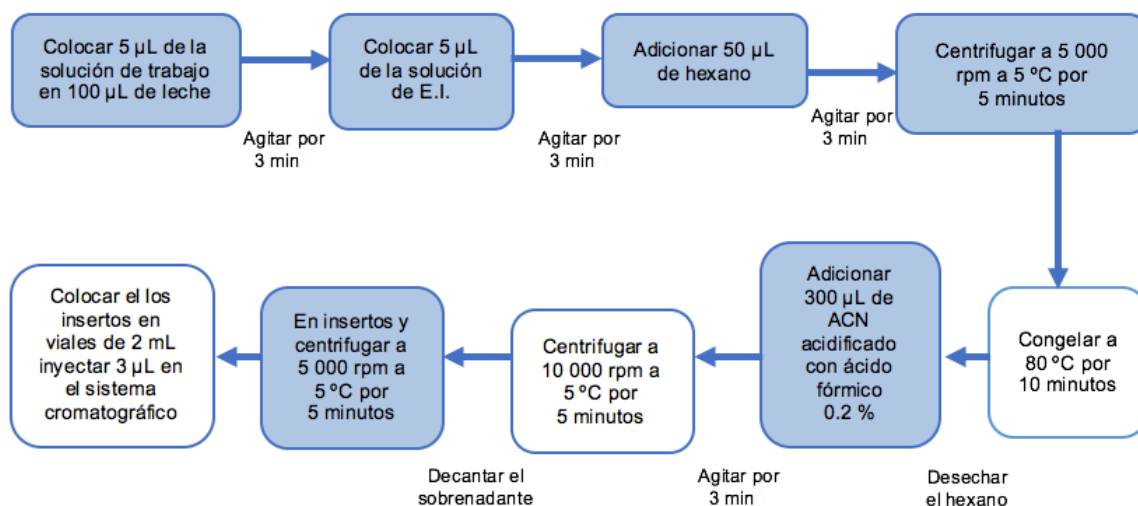 Colocar 5 µL de la
solución de trabajo
en 100 µL de leche
Agitar por
3 min
Colocar 5 µL
de la solución
de E.I.
Agitar por
3 min
Adicionar 50 µL
de hexano
Agitar por
3 min
Centrifugar a 5 000
rpm a 5 ºC por
5 minutos
Congelar a
80 ºC por
10 minutos
Desechar
el hexano
Adicionar
300 µL de
ACN
acidificado
con ácido
fórmico
0.2 %
Agitar por
3 min
Centrifugar a
10 000 rpm a
5 ºC por
5 minutos
Decantar el
sobrenadante
En insertos y
centrifugar a
5 000 rpm a
5 ºC por
5 minutos
Colocar el los
insertos en
viales de 2 mL
inyectar 3 µL en
el sistema
cromatográfico